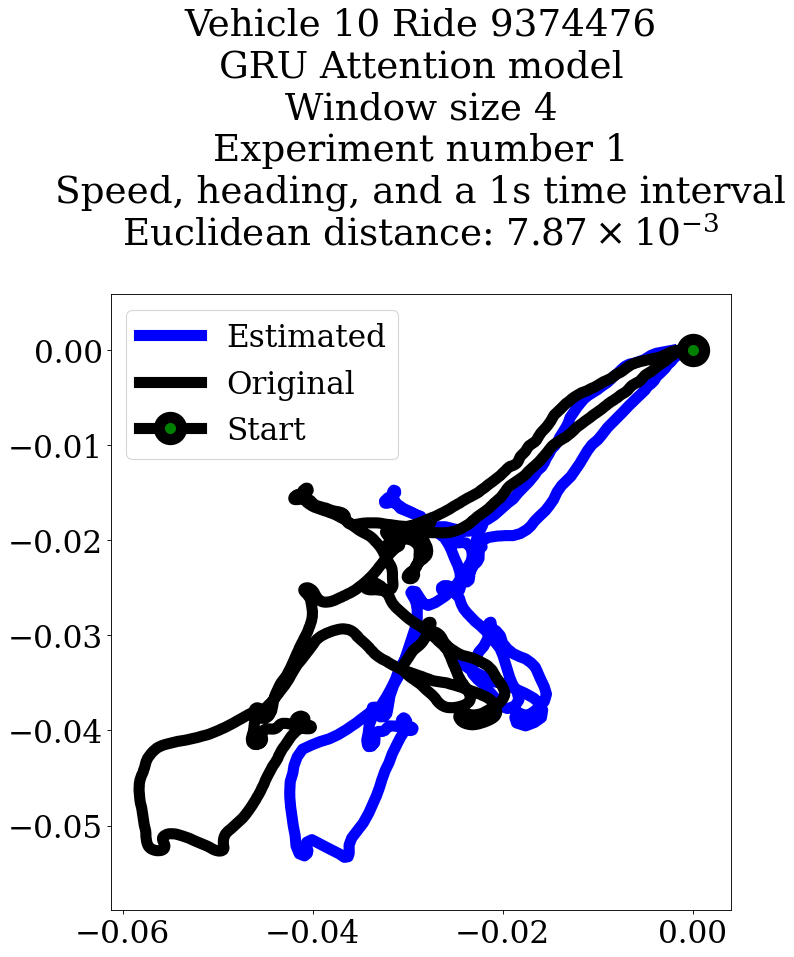 Vehicle 10 Ride 9374476
GRU Attention model
Window size 4
Experiment number 1
Speed, heading, and a 1s time interval
Euclidean distance: 7.87 × 10⁻³
Estimated
Original
Start
0.00
−0.01
−0.02
−0.03
−0.04
−0.05
−0.06 −0.04 −0.02 0.00